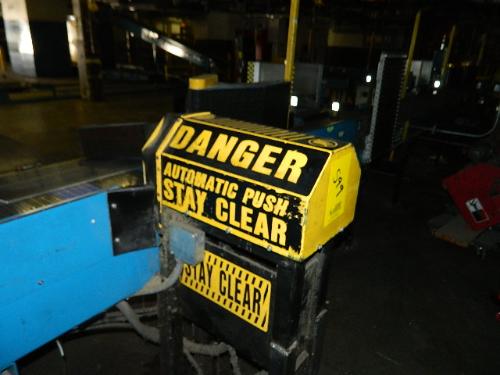 DANGER
AUTOMATIC PUSH
STAY CLEAR
STAY CLEAR